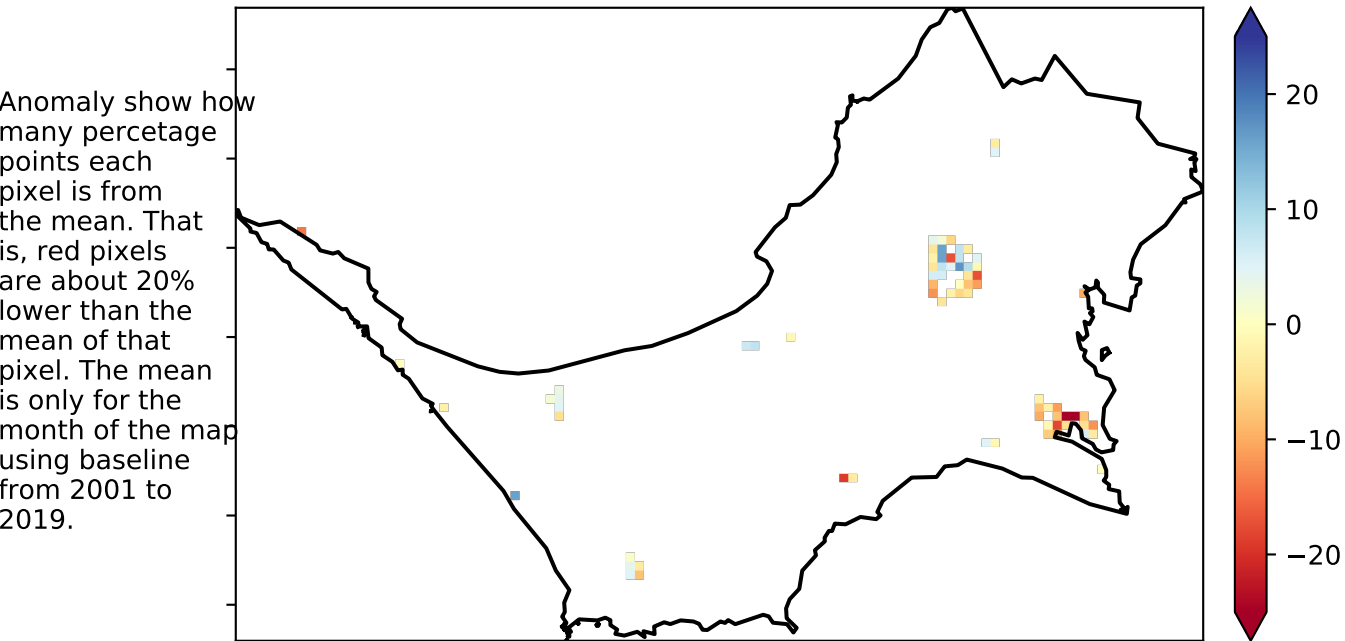 Anomaly show how
many percetage
points each
pixel is from
the mean. That
is, red pixels
are about 20%
lower than the
mean of that
pixel. The mean
is only for the
month of the map
using baseline
from 2001 to
2019.
20
10
0
−10
−20